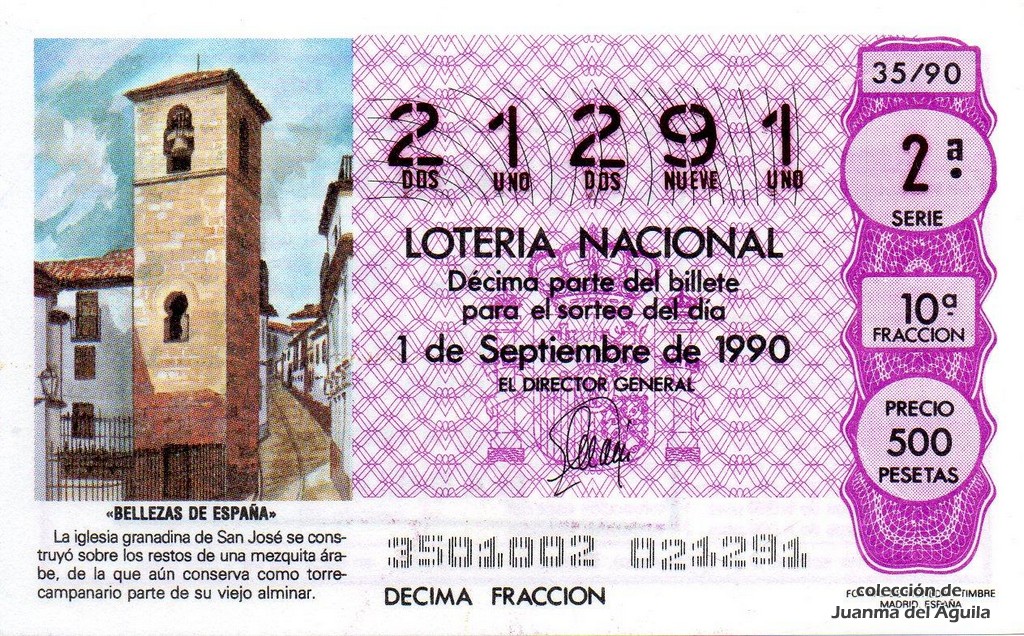 35/90
2 1 2 9 1
DOS UNO DOS NUEVE UNO
2.ª
SERIE
LOTERIA NACIONAL
Décima parte del billete
para el sorteo del día
1 de Septiembre de 1990
EL DIRECTOR GENERAL
10ª
FRACCION
PRECIO
500
PESETAS
«BELLEZAS DE ESPAÑA»
La iglesia granadina de San José se cons-
truyó sobre los restos de una mezquita ára-
be, de la que aún conserva como torre-
campanario parte de su viejo alminar.
3501002 021291
DECIMA FRACCION
TIMBRE
MADRID ESPAÑA
colección de
Juanma del Aguila